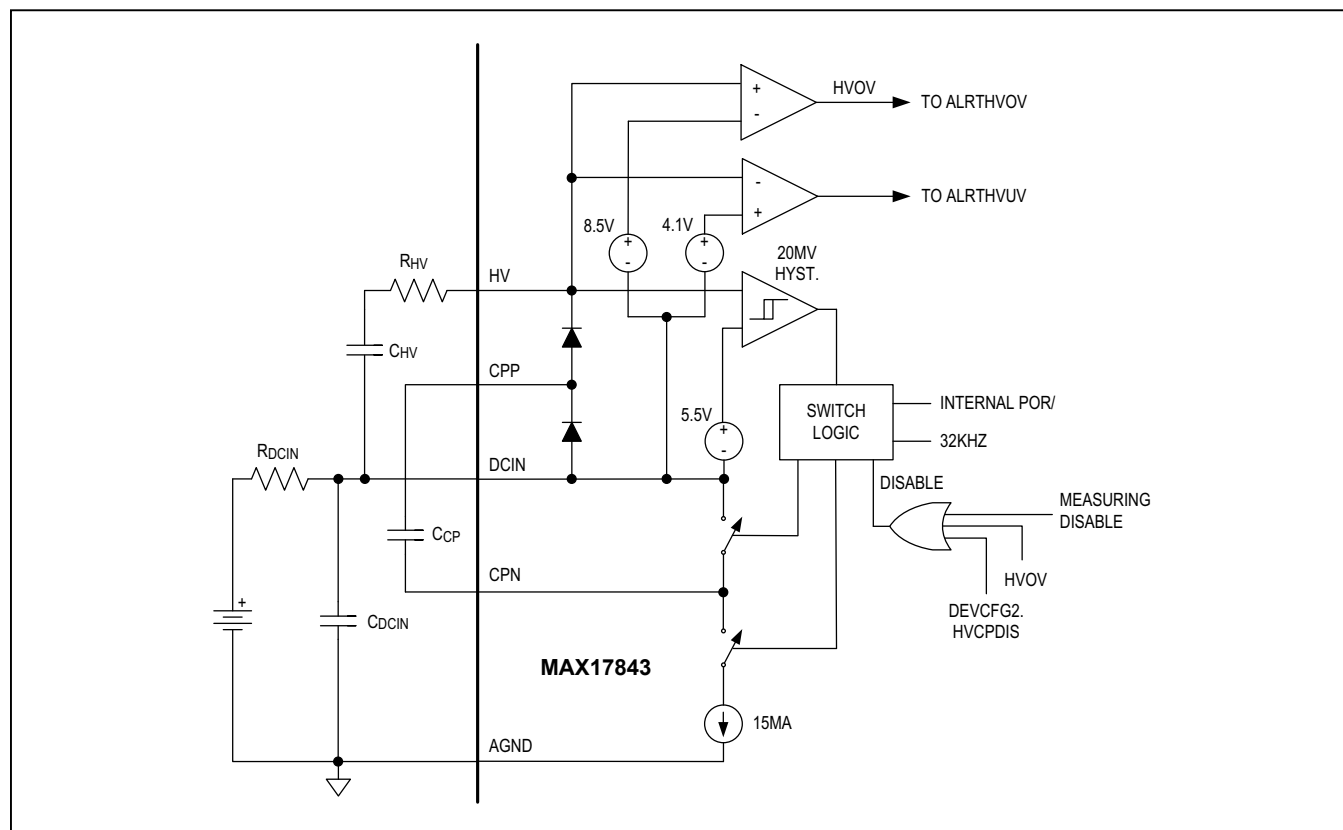 HVOV
TO ALRTHVOV
+
-
-
TO ALRTHVUV
+
8.5V
4.1V
+
-
+
-
20MV
HYST.
RHV
HV
CHV
CPP
5.5V
+
-
SWITCH
LOGIC
INTERNAL POR/
32KHZ
RDCIN
DCIN
DISABLE
MEASURING
DISABLE
CCP
CPN
HVOV
+
CDCIN
DEVCFG2.
HVCPDIS
MAX17843
15MA
AGND